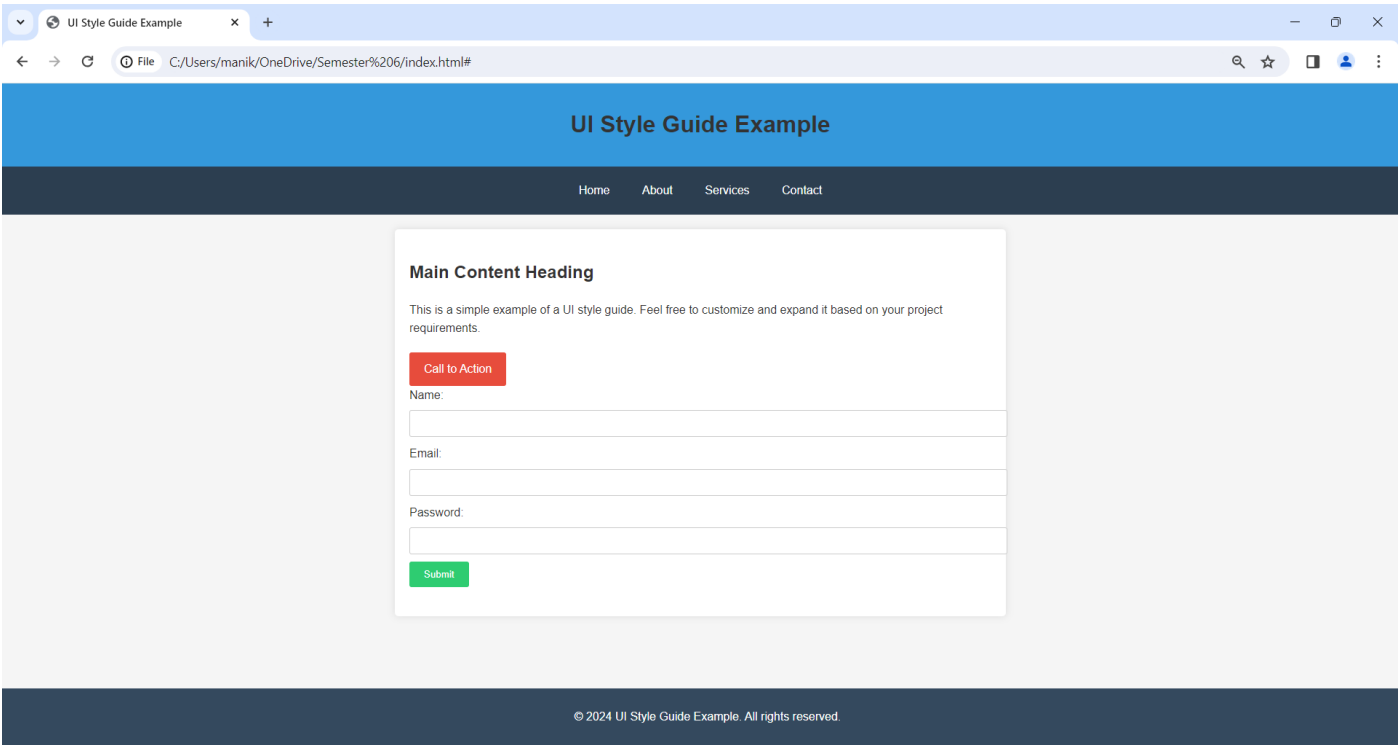 UI Style Guide Example
File C:/Users/manik/OneDrive/Semester%206/index.html#
UI Style Guide Example
Home About Services Contact
Main Content Heading
This is a simple example of a UI style guide. Feel free to customize and expand it based on your project
requirements.
Call to Action
Name:
Email:
Password:
Submit
© 2024 UI Style Guide Example. All rights reserved.